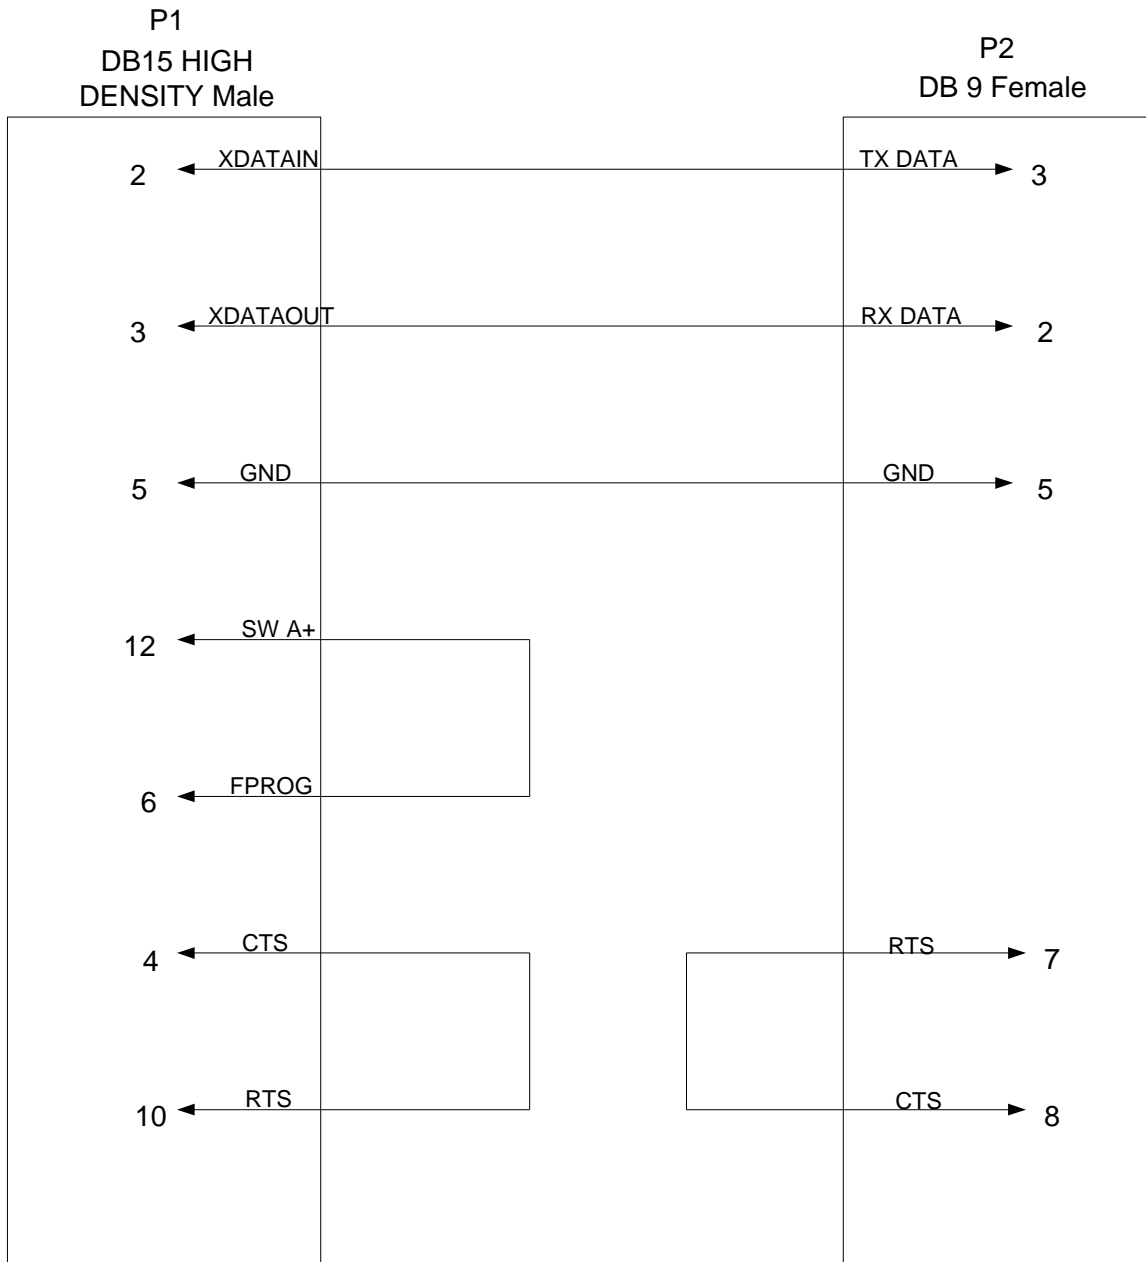 P1
DB15 HIGH
DENSITY Male
P2
DB 9 Female
2 XDATAIN TX DATA 3
3 XDATAOUT RX DATA 2
5 GND GND 5
12 SW A+
6 FPROG
4 CTS RTS 7
10 RTS CTS 8